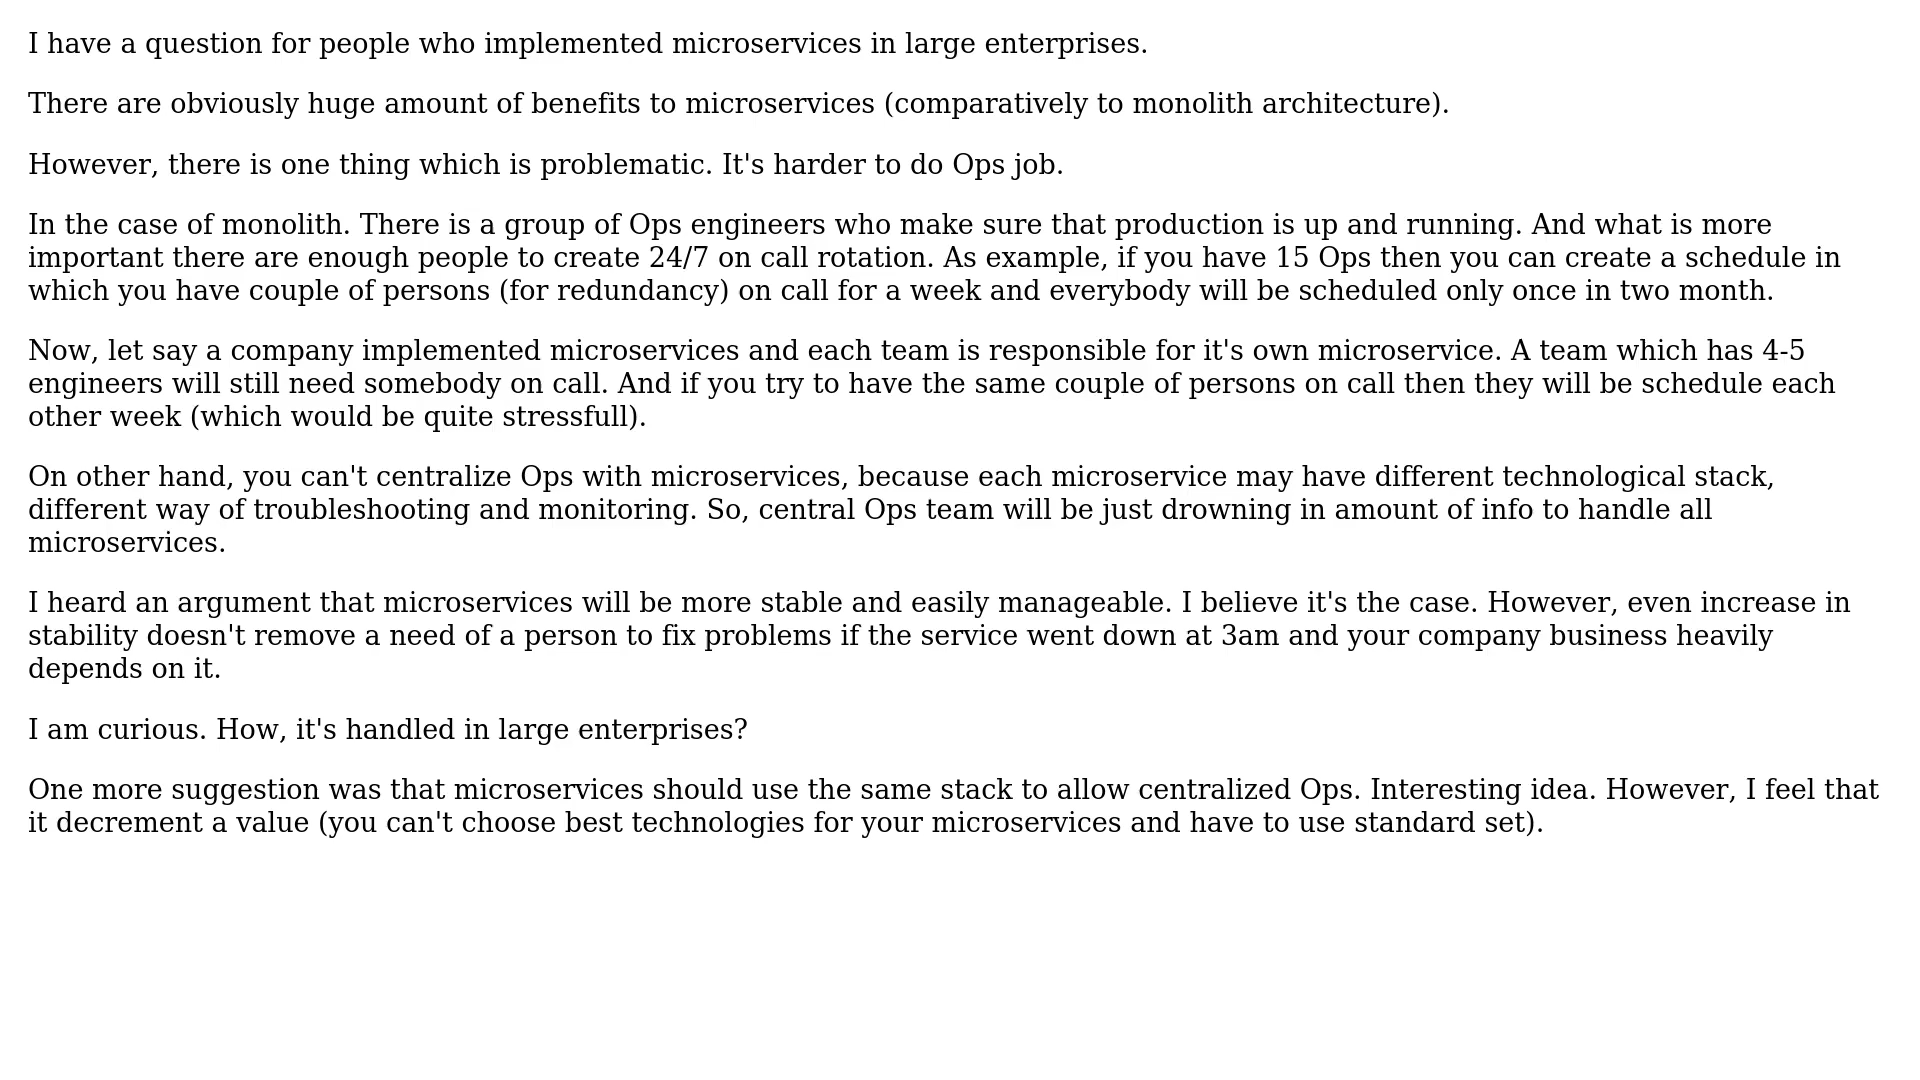 I have a question for people who implemented microservices in large enterprises.
There are obviously huge amount of benefits to microservices (comparatively to monolith architecture).
However, there is one thing which is problematic. It's harder to do Ops job.
In the case of monolith. There is a group of Ops engineers who make sure that production is up and running. And what is more
important there are enough people to create 24/7 on call rotation. As example, if you have 15 Ops then you can create a schedule in
which you have couple of persons (for redundancy) on call for a week and everybody will be scheduled only once in two month.
Now, let say a company implemented microservices and each team is responsible for it's own microservice. A team which has 4-5
engineers will still need somebody on call. And if you try to have the same couple of persons on call then they will be schedule each
other week (which would be quite stressfull).
On other hand, you can't centralize Ops with microservices, because each microservice may have different technological stack,
different way of troubleshooting and monitoring. So, central Ops team will be just drowning in amount of info to handle all
microservices.
I heard an argument that microservices will be more stable and easily manageable. I believe it's the case. However, even increase in
stability doesn't remove a need of a person to fix problems if the service went down at 3am and your company business heavily
depends on it.
I am curious. How, it's handled in large enterprises?
One more suggestion was that microservices should use the same stack to allow centralized Ops. Interesting idea. However, I feel that
it decrement a value (you can't choose best technologies for your microservices and have to use standard set).